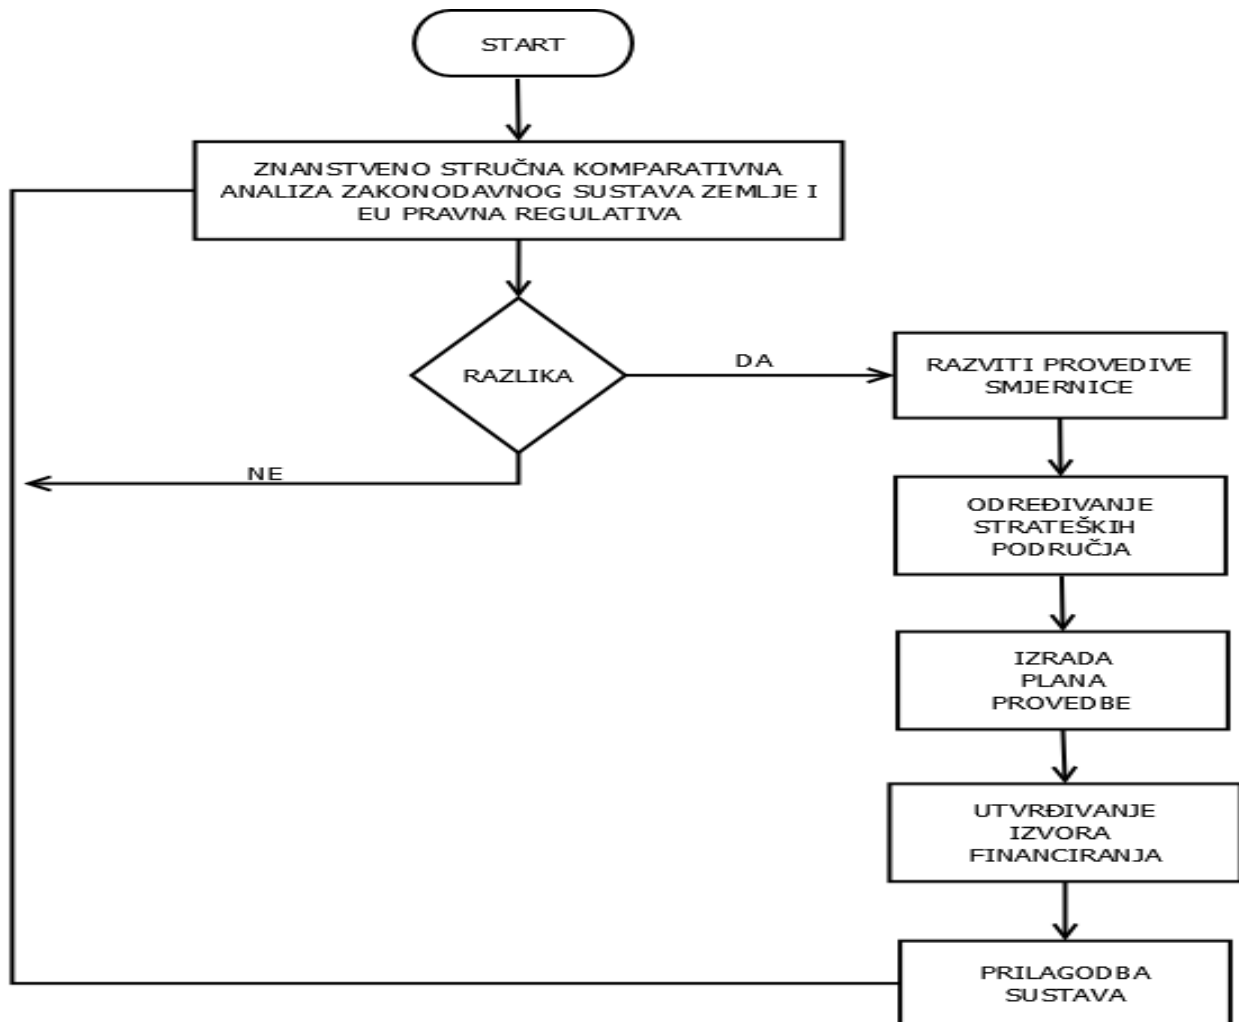 START
ZNANSTVENO STRUČNA KOMPARATIVNA
ANALIZA ZAKONODAVNOG SUSTAVA ZEMLJE I
EU PRAVNA REGULATIVA
RAZLIKA
DA
NE
RAZVITI PROVEDIVE
SMJERNICE
ODREĐIVANJE
STRATEŠKIH
PODRUČJA
IZRADA
PLANA
PROVEDBE
UTVRĐIVANJE
IZVORA
FINANCIRANJA
PRILAGODBA
SUSTAVA